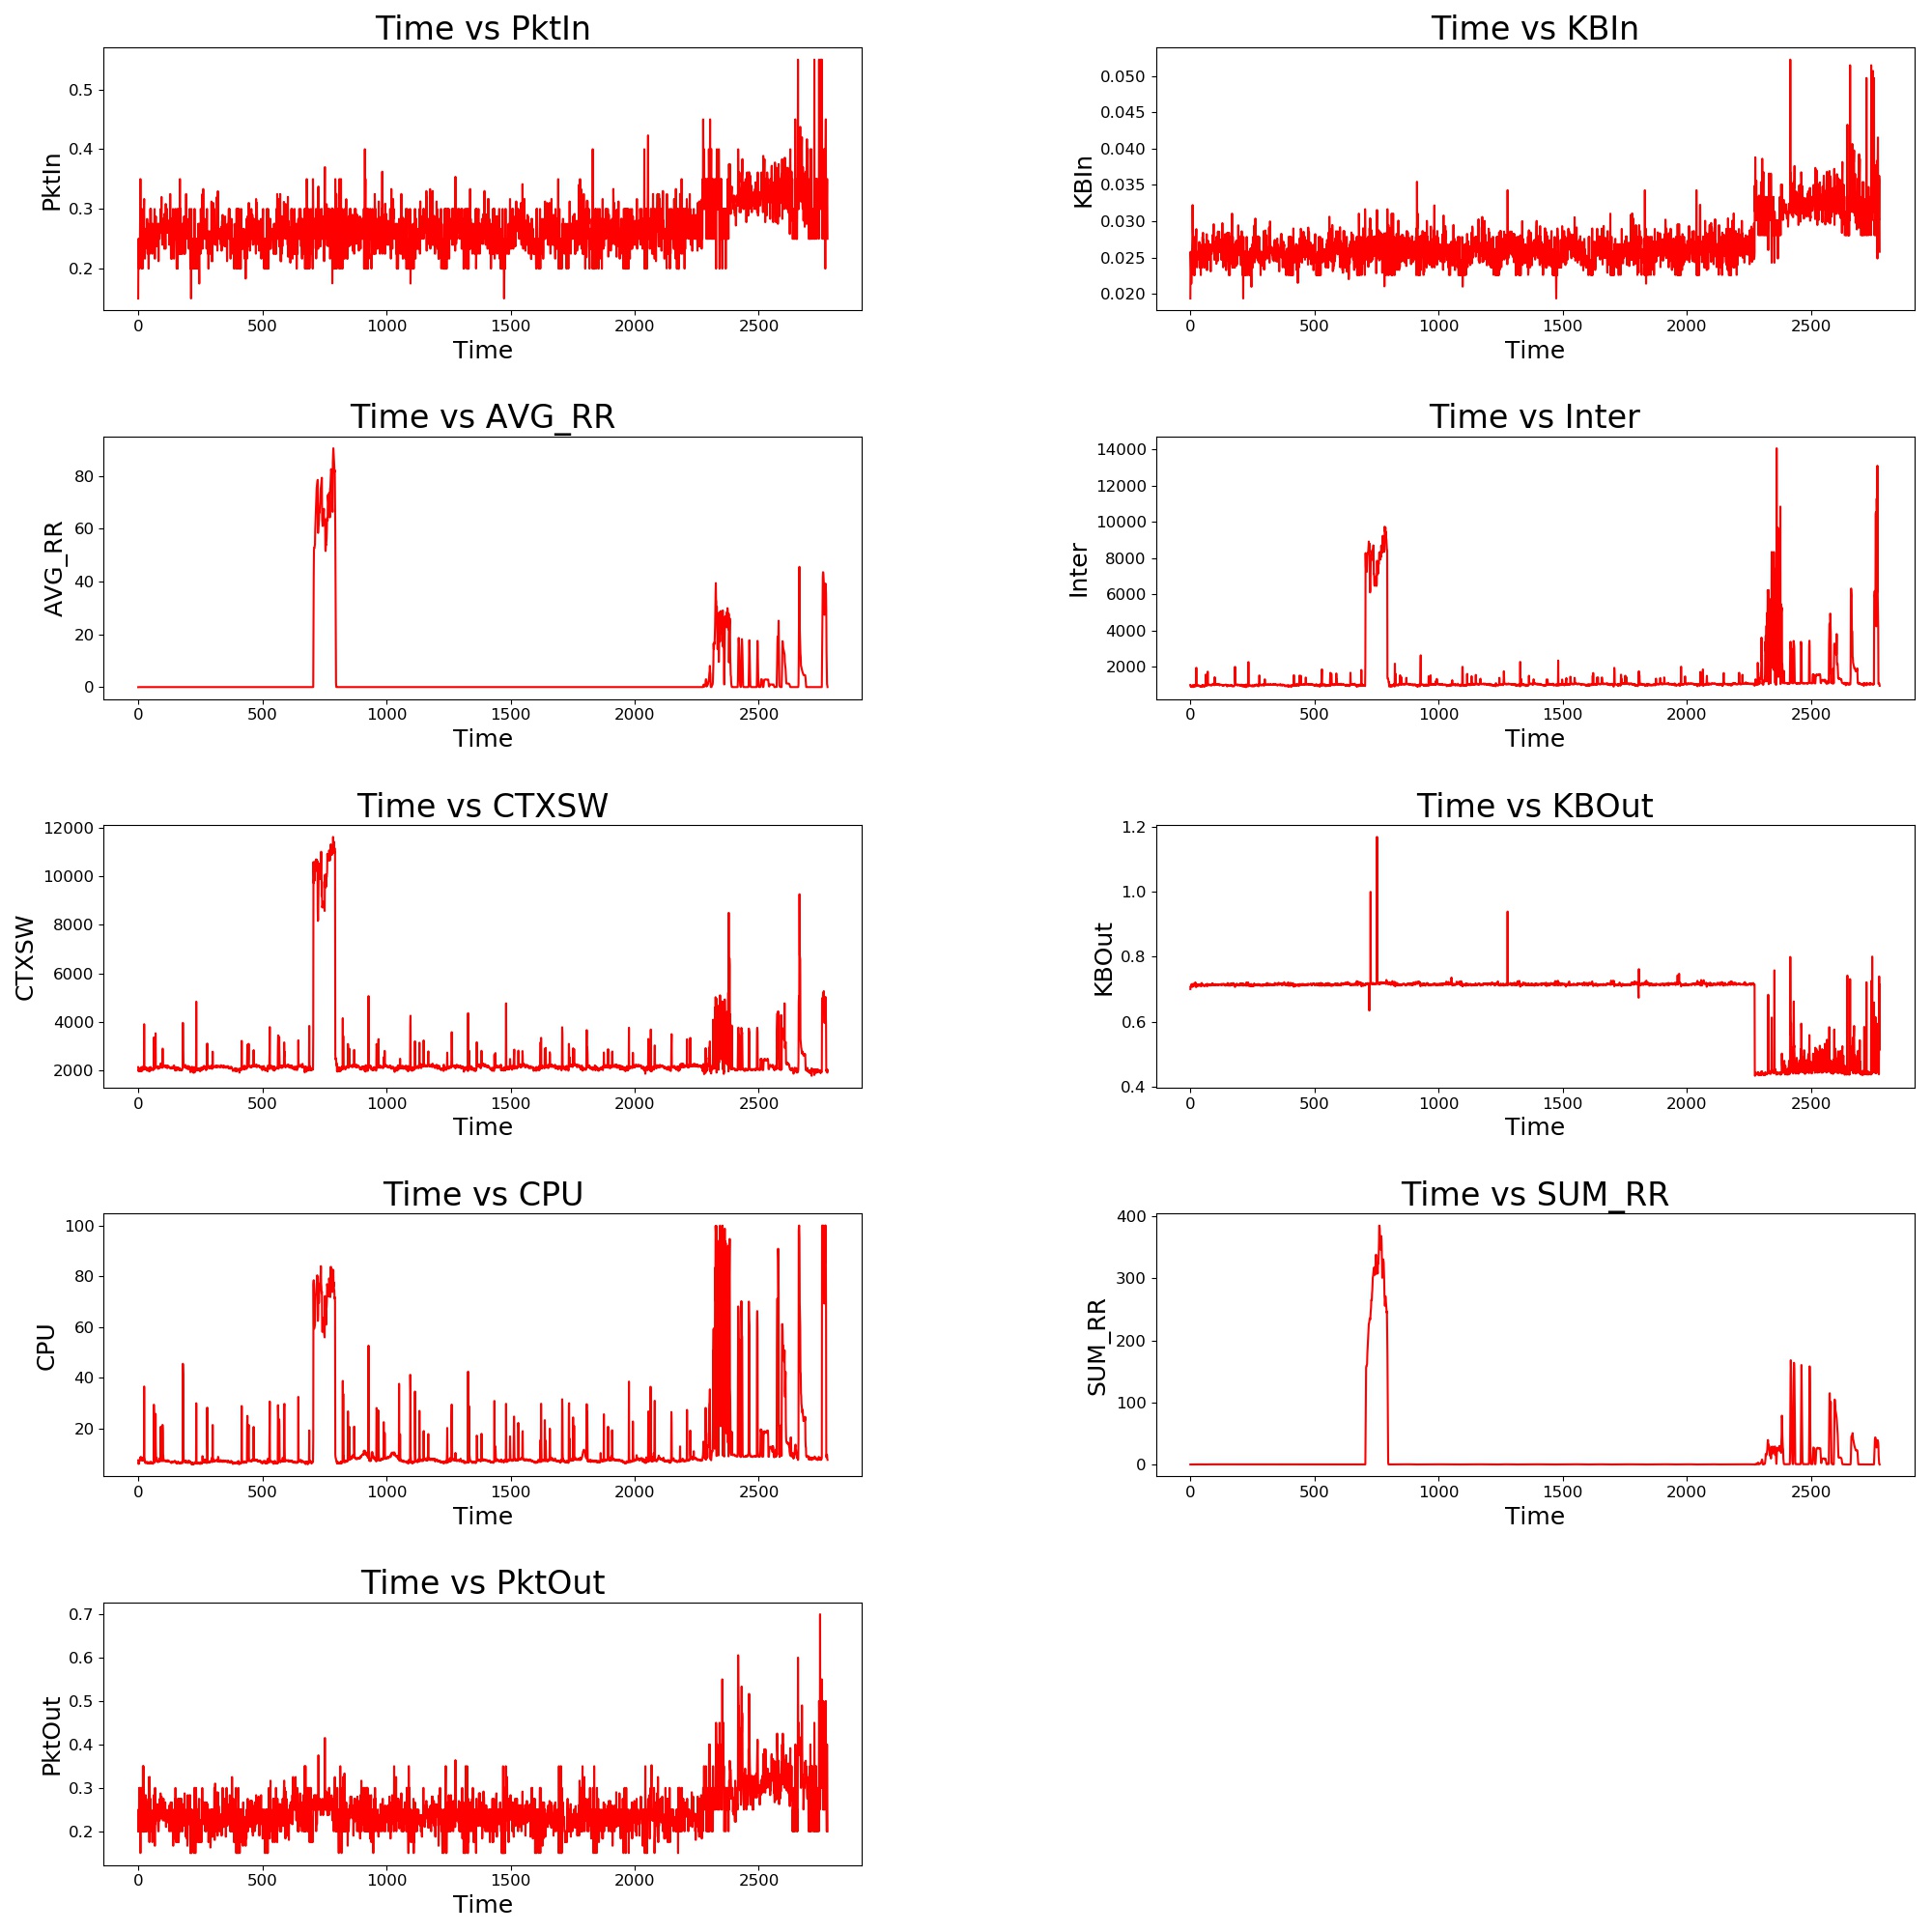 Time vs PktIn
PktIn
0.5
0.4
0.3
0.2
0 500 1000 1500 2000 2500
Time
Time vs KBIn
KBIn
0.050
0.045
0.040
0.035
0.030
0.025
0.020
0 500 1000 1500 2000 2500
Time
Time vs AVG_RR
AVG_RR
80
60
40
20
0
0 500 1000 1500 2000 2500
Time
Time vs Inter
Inter
14000
12000
10000
8000
6000
4000
2000
0 500 1000 1500 2000 2500
Time
Time vs CTXSW
CTXSW
12000
10000
8000
6000
4000
2000
0 500 1000 1500 2000 2500
Time
Time vs KBOut
KBOut
1.2
1.0
0.8
0.6
0.4
0 500 1000 1500 2000 2500
Time
Time vs CPU
CPU
100
80
60
40
20
0 500 1000 1500 2000 2500
Time
Time vs SUM_RR
SUM_RR
400
300
200
100
0
0 500 1000 1500 2000 2500
Time
Time vs PktOut
PktOut
0.7
0.6
0.5
0.4
0.3
0.2
0 500 1000 1500 2000 2500
Time